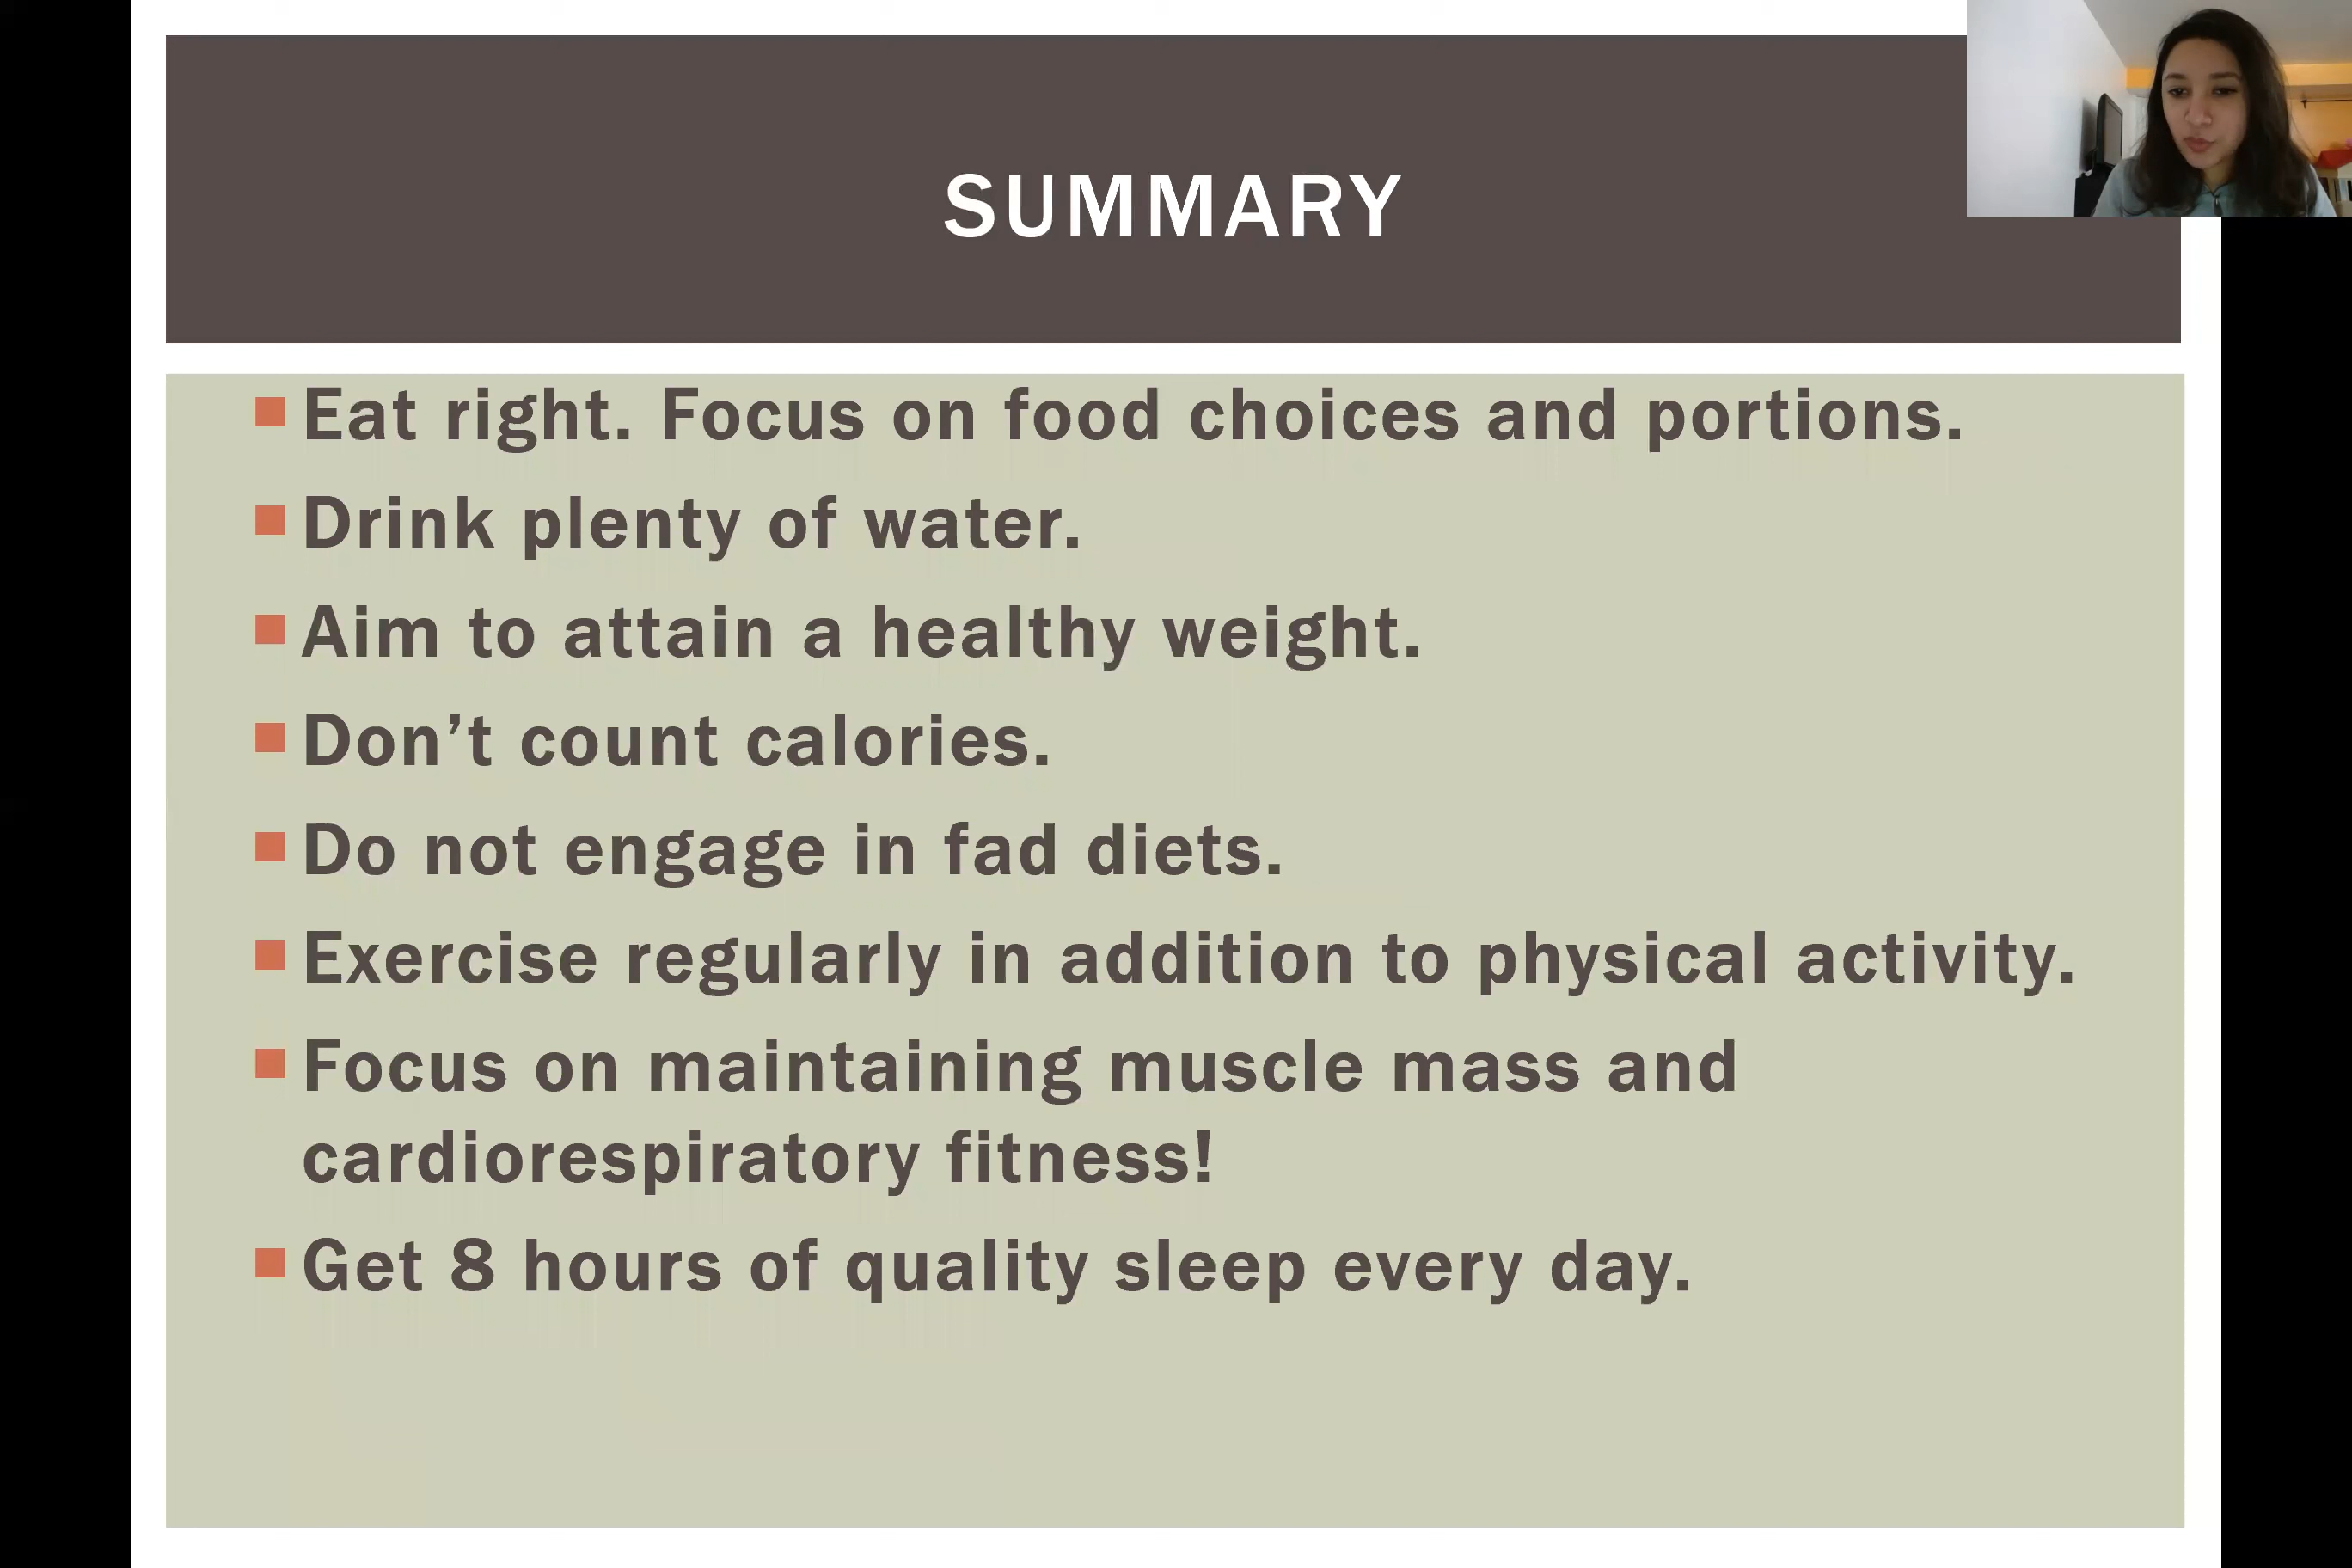 SUMMARY
Eat right. Focus on food choices and portions.
Drink plenty of water.
Aim to attain a healthy weight.
Don’t count calories.
Do not engage in fad diets.
Exercise regularly in addition to physical activity.
Focus on maintaining muscle mass and
cardiorespiratory fitness!
Get 8 hours of quality sleep every day.